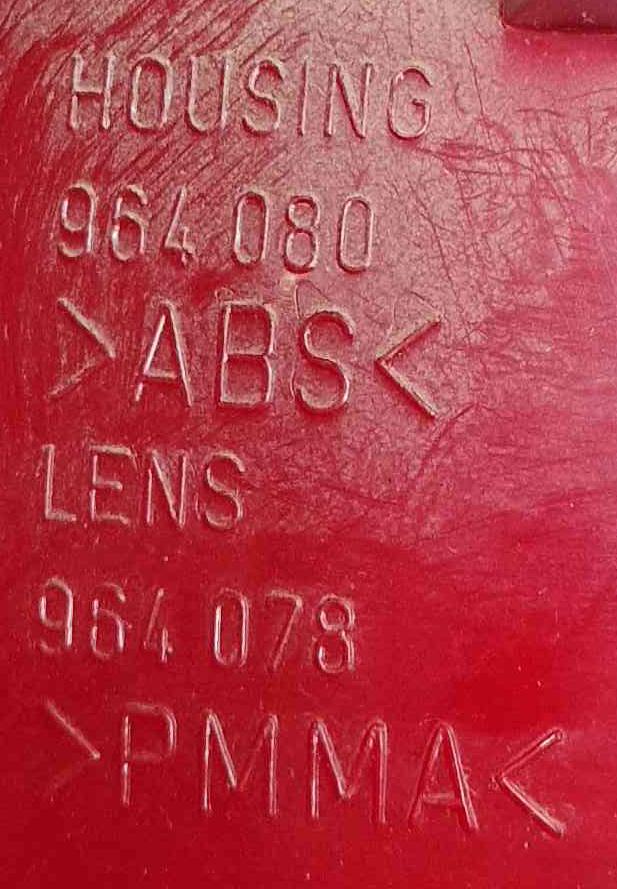 HOUSING
964 080
>ABS<
LENS
964 078
>PMMA<